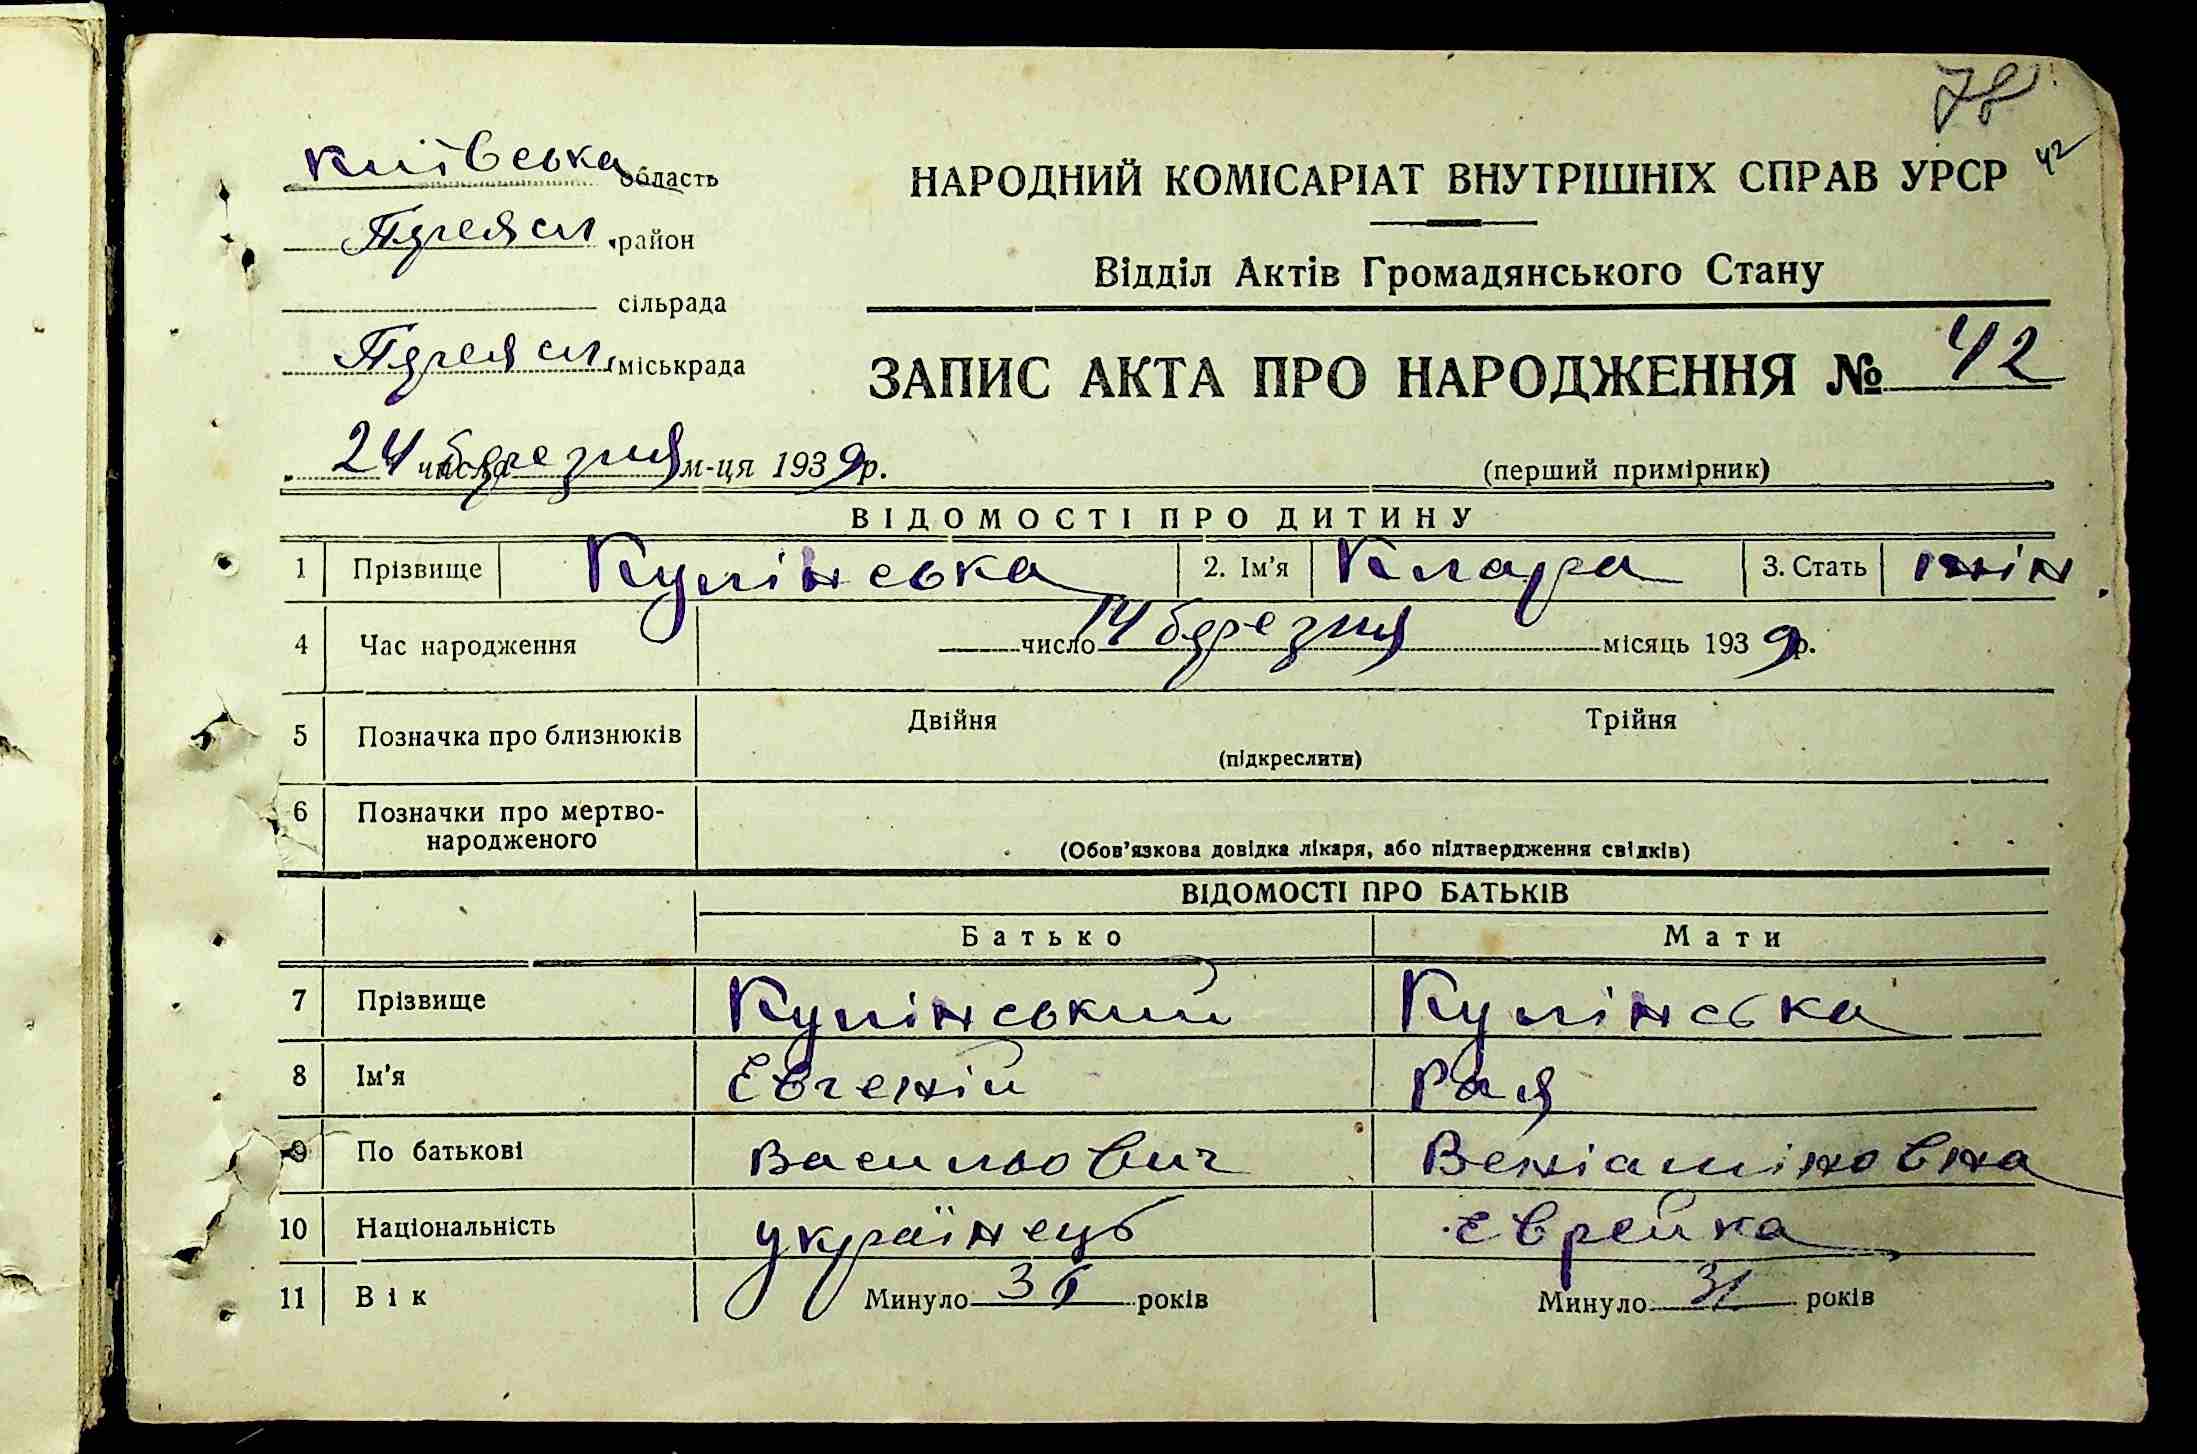 78
42
Київська область
НАРОДНИЙ КОМІСАРІАТ ВНУТРІШНІХ СПРАВ УРСР
Переясл. район
Відділ Актів Громадянського Стану
сільрада
Переясл. міськрада
ЗАПИС АКТА ПРО НАРОДЖЕННЯ № 42
24 числа березня м-ця 1939 р.
(перший примірник)
ВІДОМОСТІ ПРО ДИТИНУ
1 Прізвище Кулінська 2. Ім'я Клара 3. Стать жін.
4 Час народження число 14 березня місяць 1939 р.
5 Позначка про близнюків Двійня Трійня
(підкреслити)
6 Позначки про мертво-
народженого
(Обов'язкова довідка лікаря, або підтвердження свідків)
ВІДОМОСТІ ПРО БАТЬКІВ
Батько Мати
7 Прізвище Кулінський Кулінська
8 Ім'я Євгеній Рая
9 По батькові Васильович Веніаміновна
10 Національність українець єврейка
11 Вік Минуло років Минуло 31 років